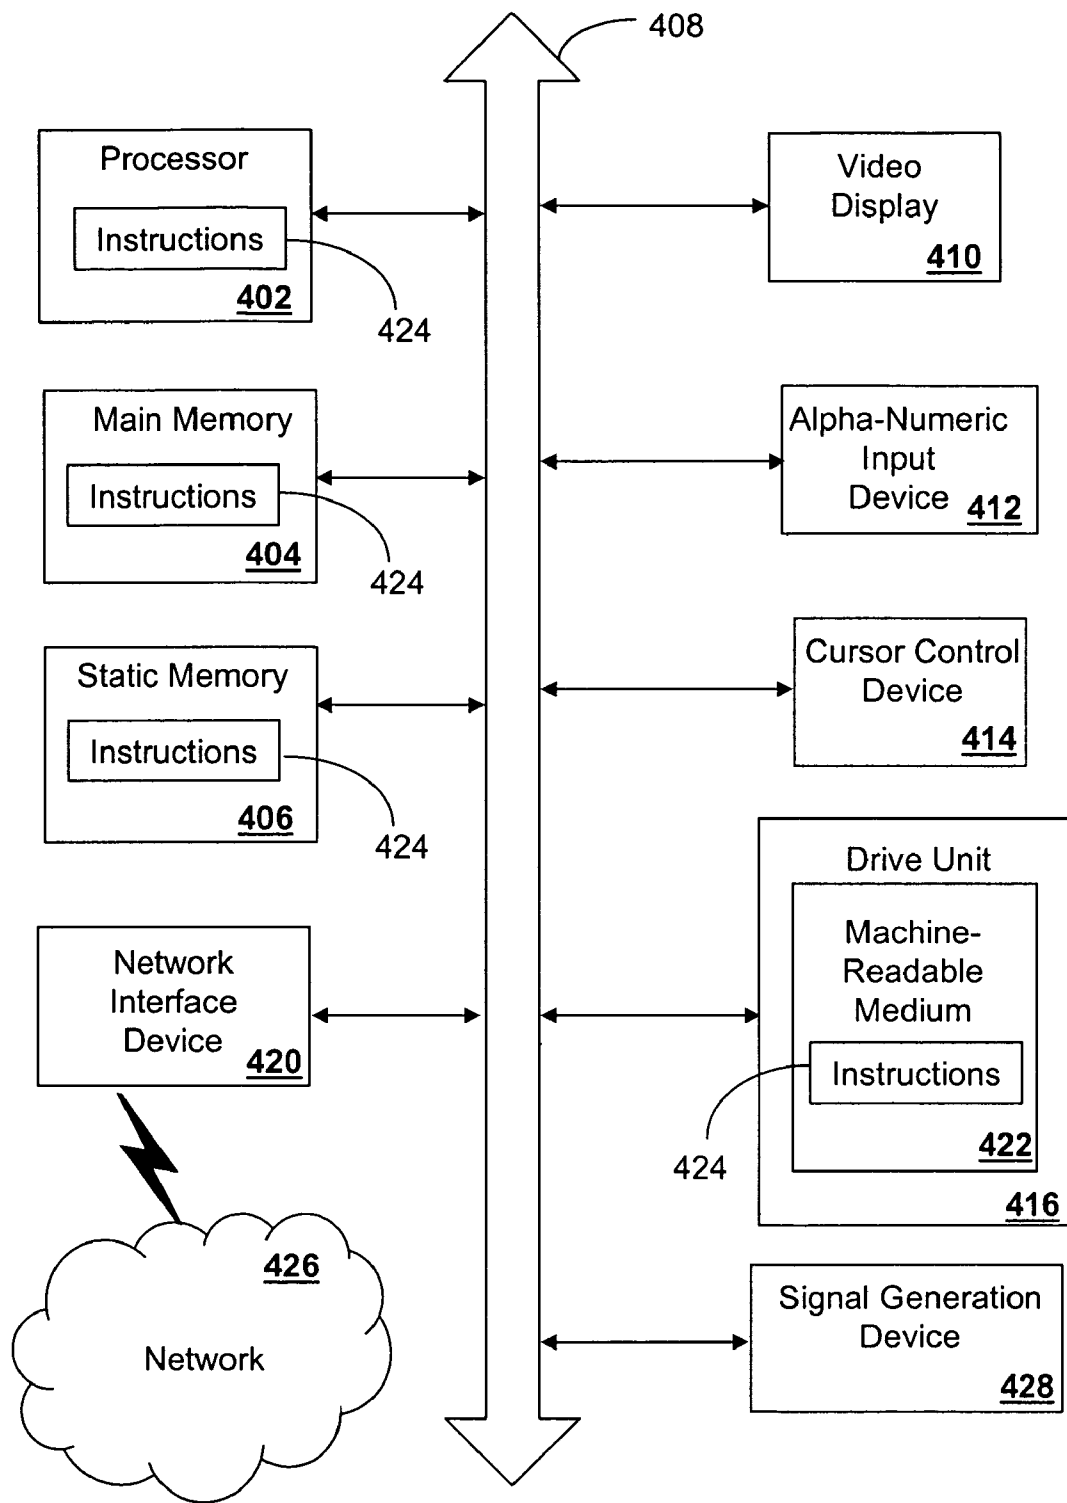 408
Processor
Instructions
402
424
Video
Display
410
Main Memory
Instructions
404
424
Alpha-Numeric
Input
Device
412
Static Memory
Instructions
406
424
Cursor Control
Device
414
Network
Interface
Device
420
Drive Unit
Machine-
Readable
Medium
Instructions
424
422
416
426
Network
Signal Generation
Device
428